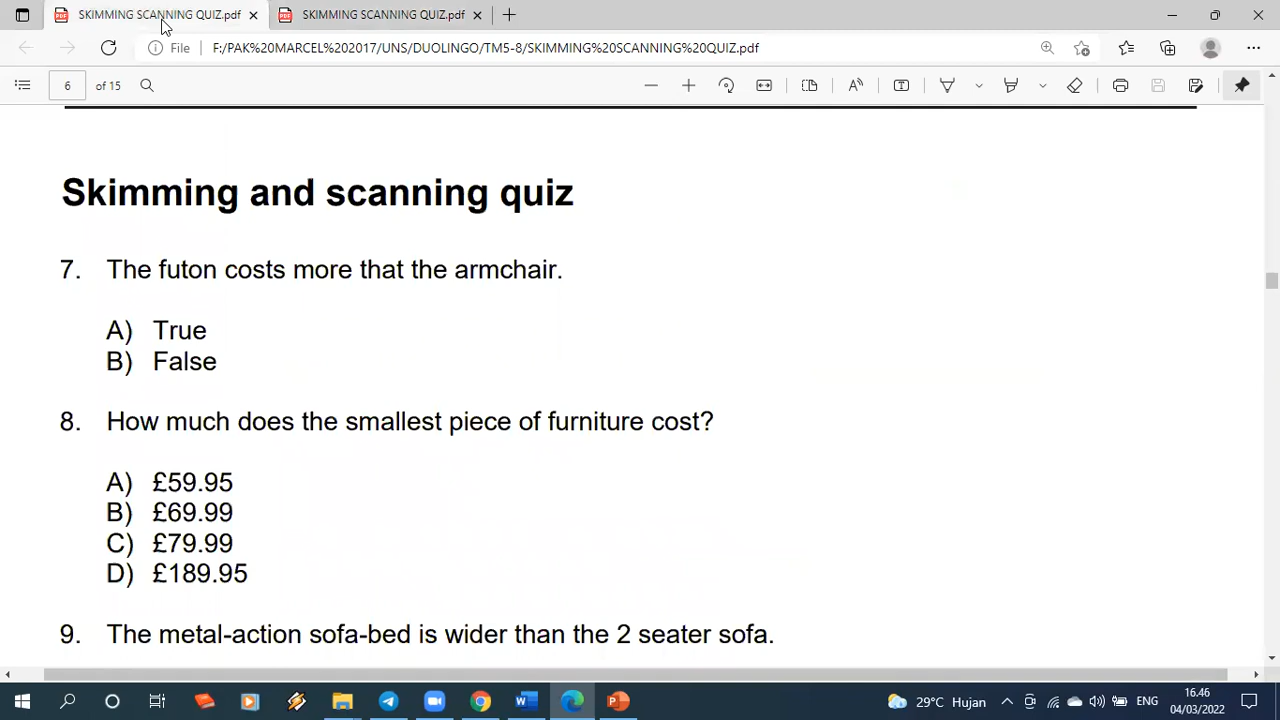 SKIMMING SCANNING QUIZ.pdf
SKIMMING SCANNING QUIZ.pdf
File
F:/PAK%20MARCEL%202017/UNS/DUOLINGO/TM5-8/SKIMMING%20SCANNING%20QUIZ.pdf
6 of 15
Skimming and scanning quiz
7. The futon costs more that the armchair.
A) True
B) False
8. How much does the smallest piece of furniture cost?
A) £59.95
B) £69.99
C) £79.99
D) £189.95
9. The metal-action sofa-bed is wider than the 2 seater sofa.
29°C Hujan
ENG
16.46
04/03/2022